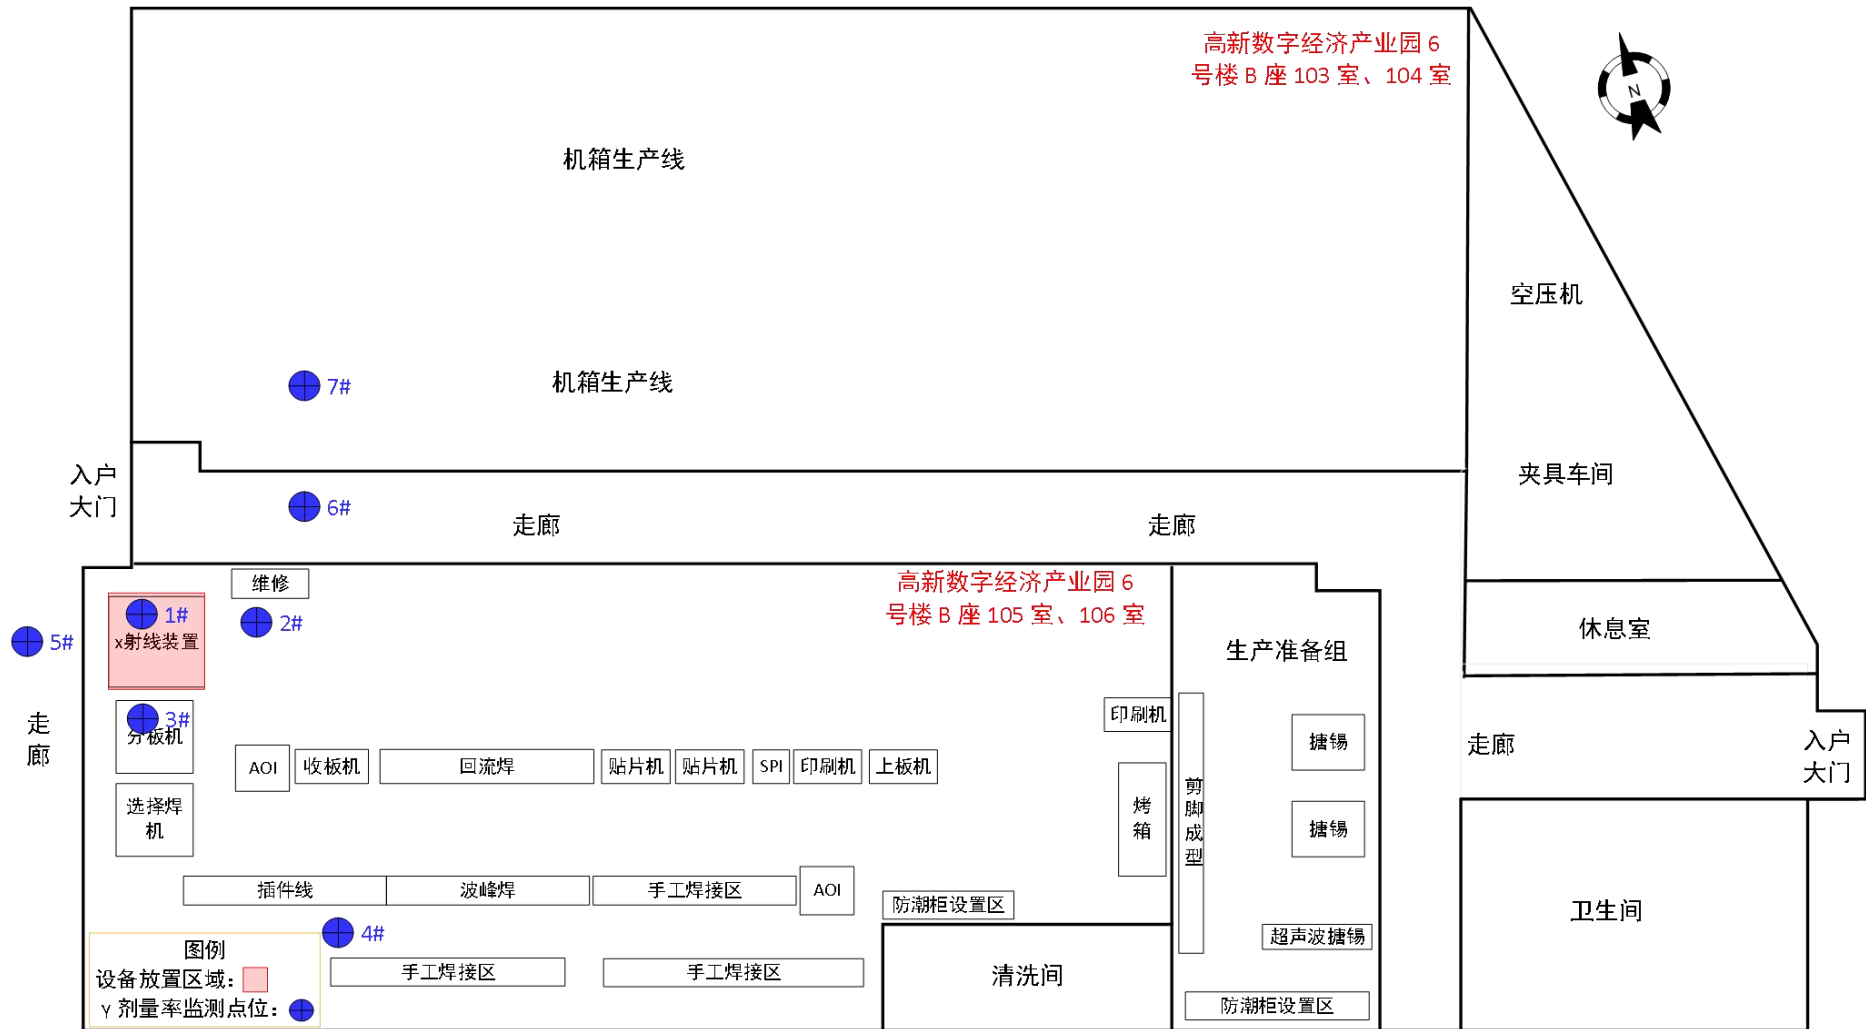 高新数字经济产业园 6
号楼 B 座 103 室、104 室
N
机箱生产线
空压机
机箱生产线
7#
入户
大门
夹具车间
6#
走廊
走廊
维修
高新数字经济产业园 6
号楼 B 座 105 室、106 室
1#
2#
x射线装置
5#
生产准备组
休息室
走
廊
3#
分板机
印刷机
搪锡
走廊
入户
大门
AOI
收板机
回流焊
贴片机
贴片机
SPI
印刷机
上板机
选择焊
机
烤
箱
剪
脚
成
型
搪锡
插件线
波峰焊
手工焊接区
AOI
防潮柜设置区
卫生间
4#
超声波搪锡
图例
设备放置区域：
γ 剂量率监测点位：
手工焊接区
手工焊接区
清洗间
防潮柜设置区